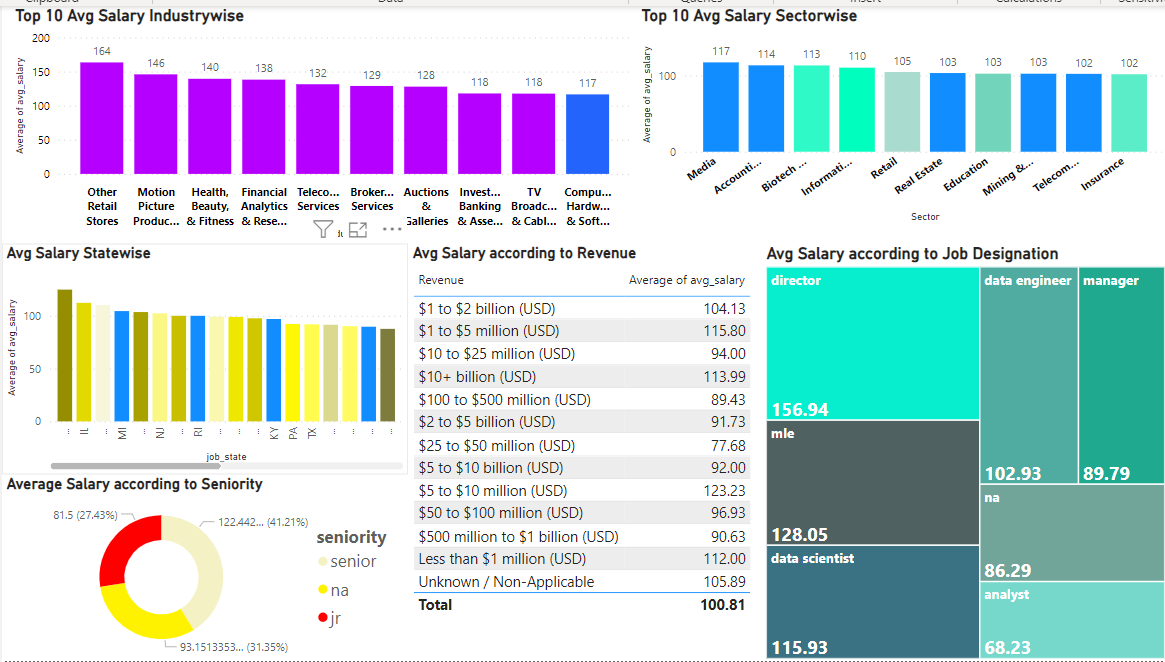 Top 10 Avg Salary Industrywise
Average of avg_salary
200
150
100
50
0
164
146
140
138
132
129
128
118
118
117
Other Retail Stores
Motion Picture Produc...
Health, Beauty, & Fitness
Financial Analytics & Rese...
Teleco... Services
Broker... Services
Auctions & Galleries
Invest... Banking & Asse...
TV Broadc... & Cabl...
Compu... Hardw... & Soft...
Top 10 Avg Salary Sectorwise
Average of avg_salary
100
0
117
114
113
110
105
103
103
103
102
102
Media
Accounti...
Biotech ...
Informati...
Retail
Real Estate
Education
Mining &...
Telecom...
Insurance
Sector
Avg Salary Statewise
Average of avg_salary
100
50
0
...
IL
...
MI
...
NJ
...
RI
...
...
...
KY
PA
TX
...
...
...
...
job_state
Average Salary according to Seniority
81.5 (27.43%)
122.442... (41.21%)
93.1513353... (31.35%)
seniority
senior
na
jr
Avg Salary according to Revenue
Revenue Average of avg_salary
$1 to $2 billion (USD) 104.13
$1 to $5 million (USD) 115.80
$10 to $25 million (USD) 94.00
$10+ billion (USD) 113.99
$100 to $500 million (USD) 89.43
$2 to $5 billion (USD) 91.73
$25 to $50 million (USD) 77.68
$5 to $10 billion (USD) 92.00
$5 to $10 million (USD) 123.23
$50 to $100 million (USD) 96.93
$500 million to $1 billion (USD) 90.63
Less than $1 million (USD) 112.00
Unknown / Non-Applicable 105.89
Total 100.81
Avg Salary according to Job Designation
director
156.94
mle
128.05
data scientist
115.93
data engineer
102.93
manager
89.79
na
86.29
analyst
68.23